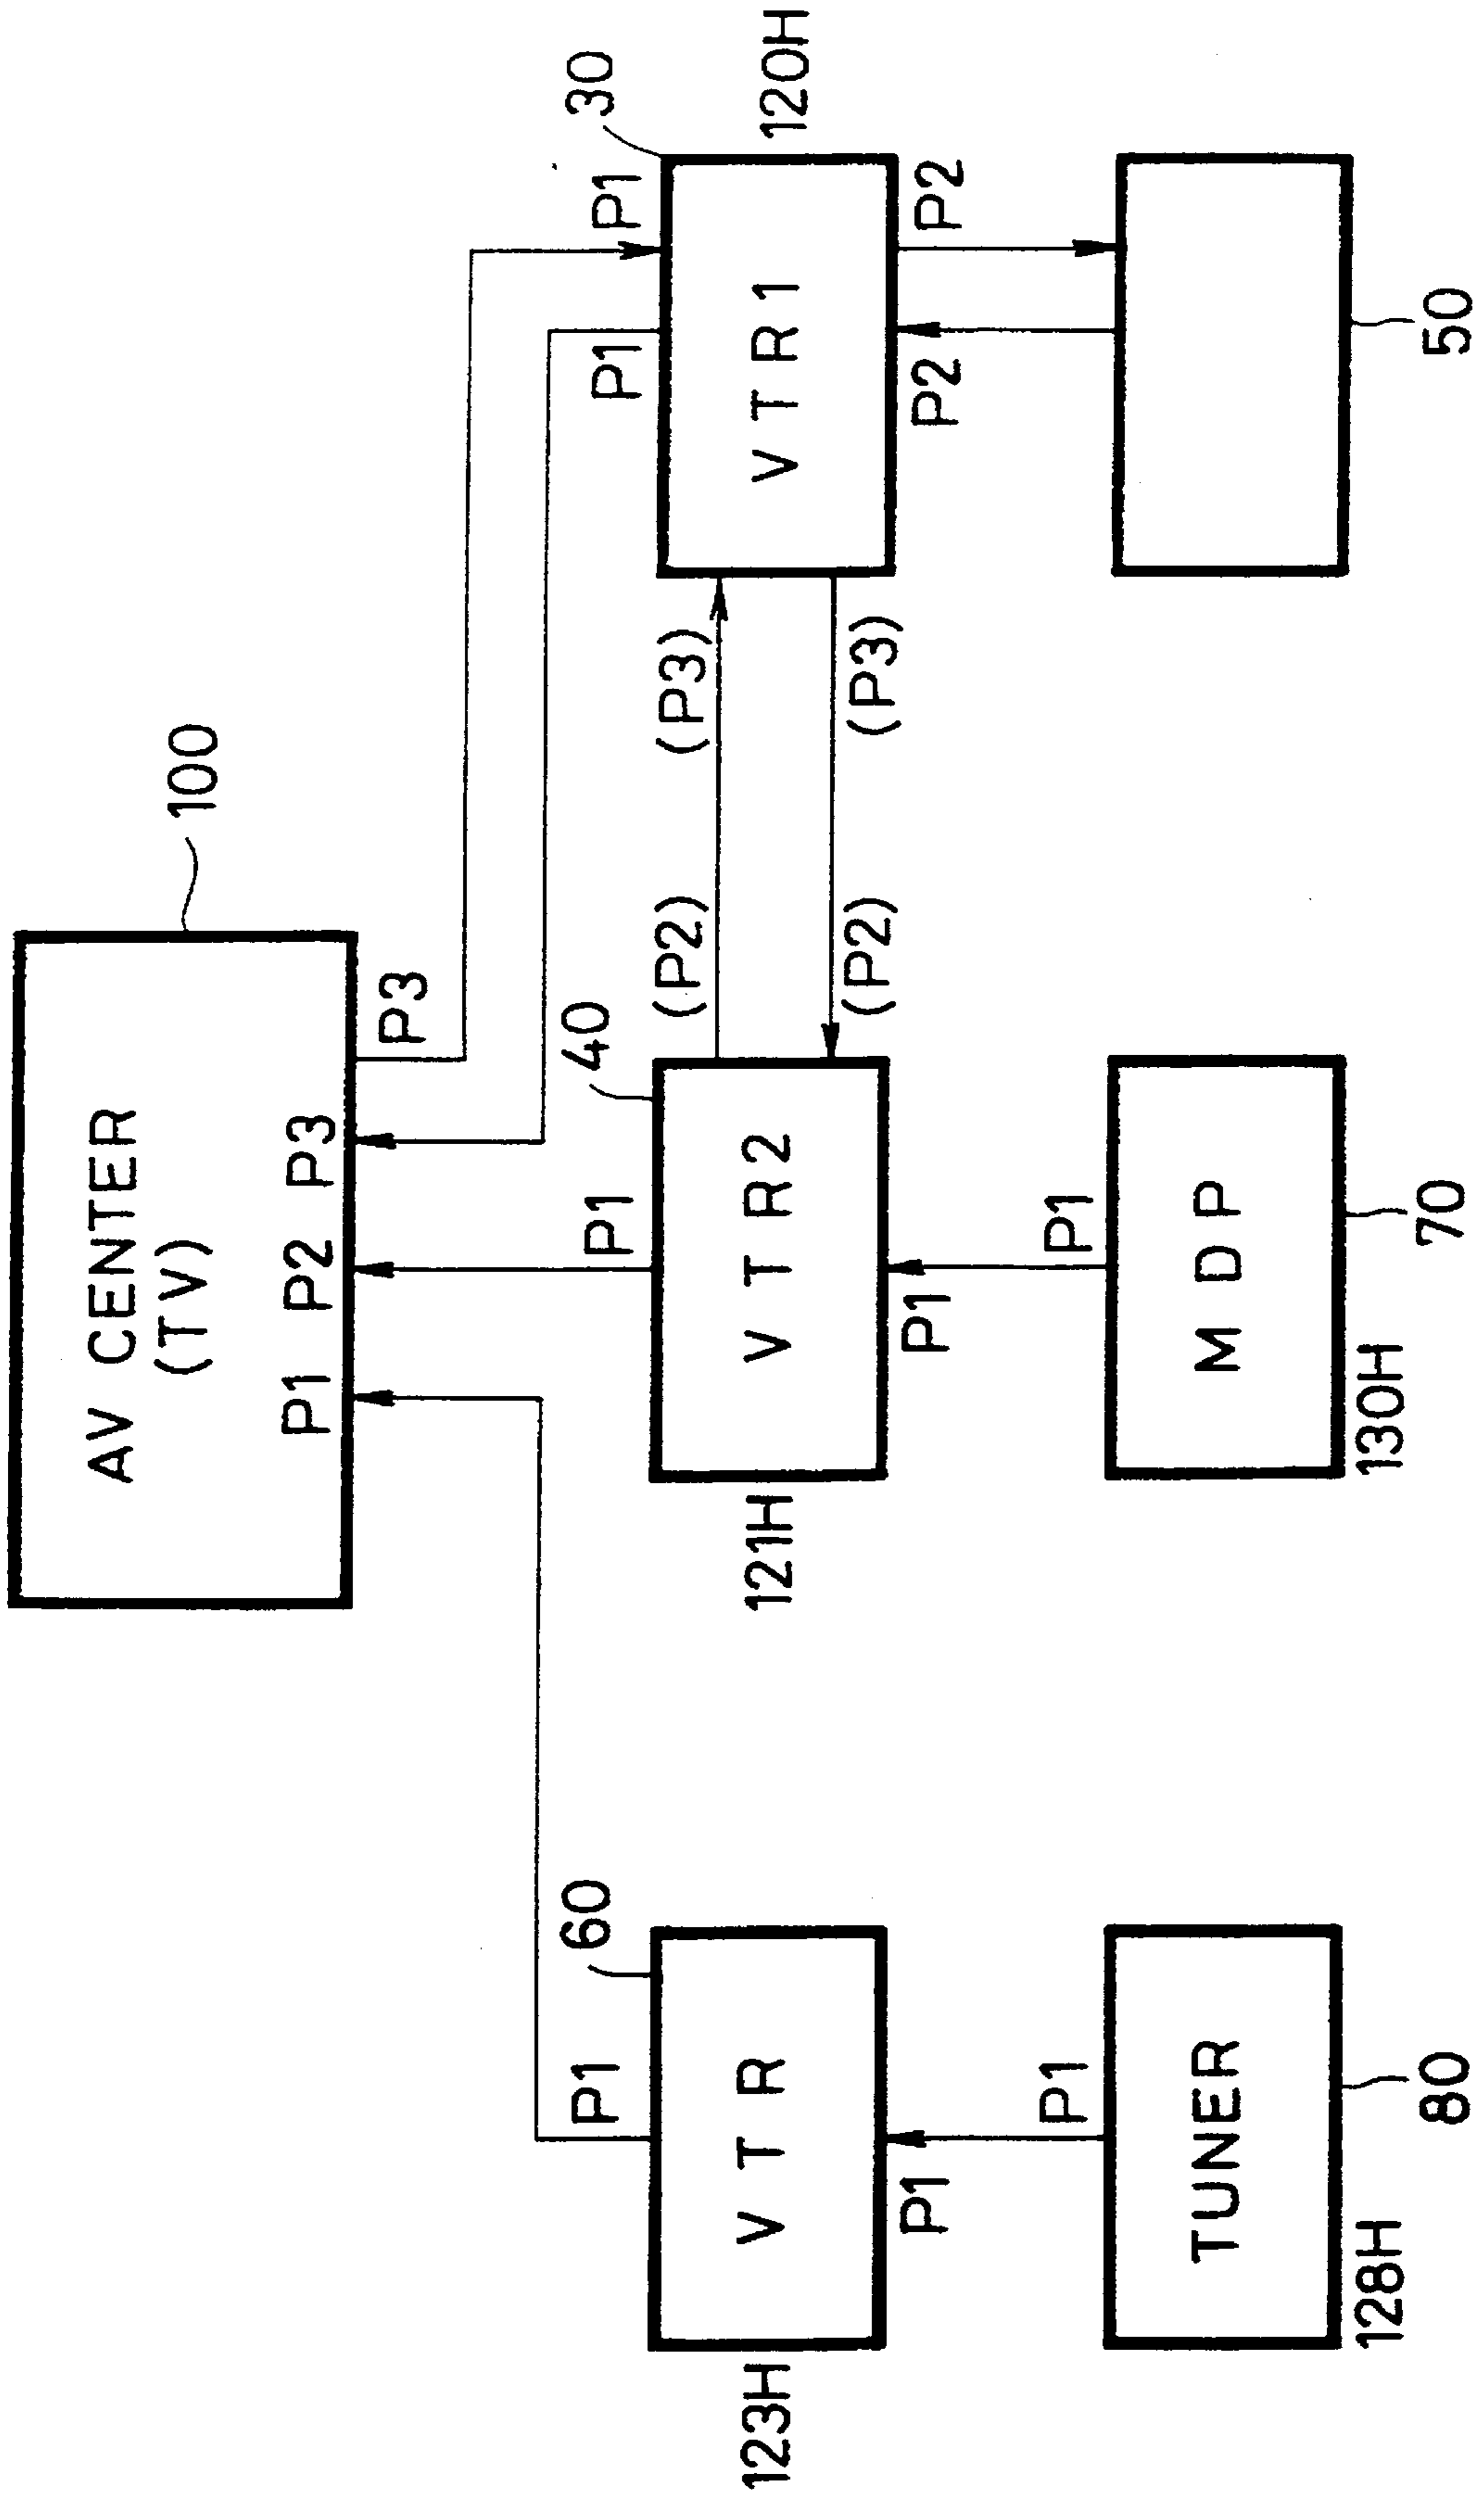 AV CENTER
(TV)
100
P1 P2 P3
P3
60
40
30
P1
P1
P1
P1
123H
VTR
121H
VTR2
(P2)
(P3)
VTR1
120H
(P2)
(P3)
P1
P1
P2
P2
P1
P1
TUNER
MDP
128H
80
130H
70
50